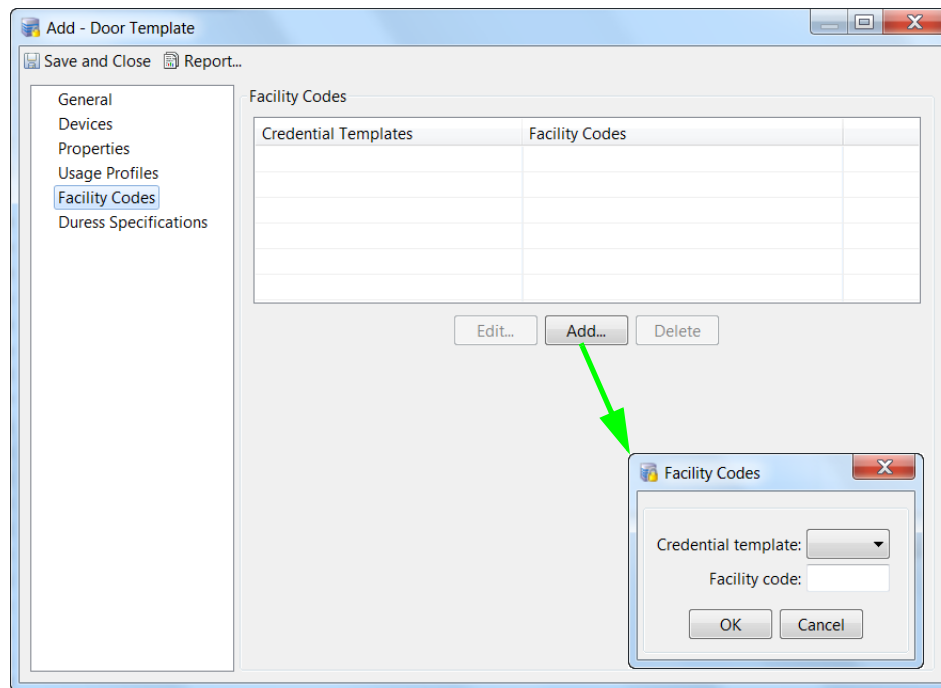 Add - Door Template
Save and Close Report...
General
Devices
Properties
Usage Profiles
Facility Codes
Duress Specifications
Facility Codes
Credential Templates Facility Codes
Edit... Add... Delete
Facility Codes
Credential template:
Facility code:
OK Cancel